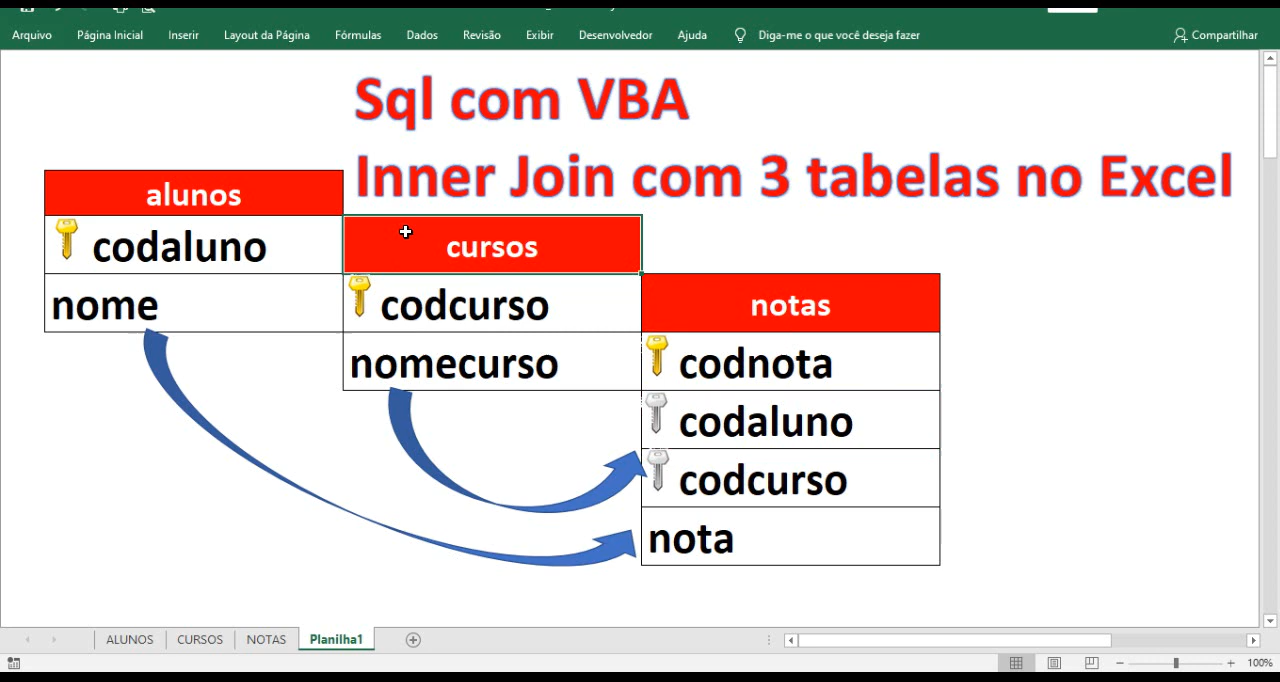 Arquivo Página Inicial Inserir Layout da Página Fórmulas Dados Revisão Exibir Desenvolvedor Ajuda Diga-me o que você deseja fazer Compartilhar
Sql com VBA
Inner Join com 3 tabelas no Excel
alunos
codaluno
nome
cursos
codcurso
nomecurso
notas
codnota
codaluno
codcurso
nota
ALUNOS CURSOS NOTAS Planilha1
100%